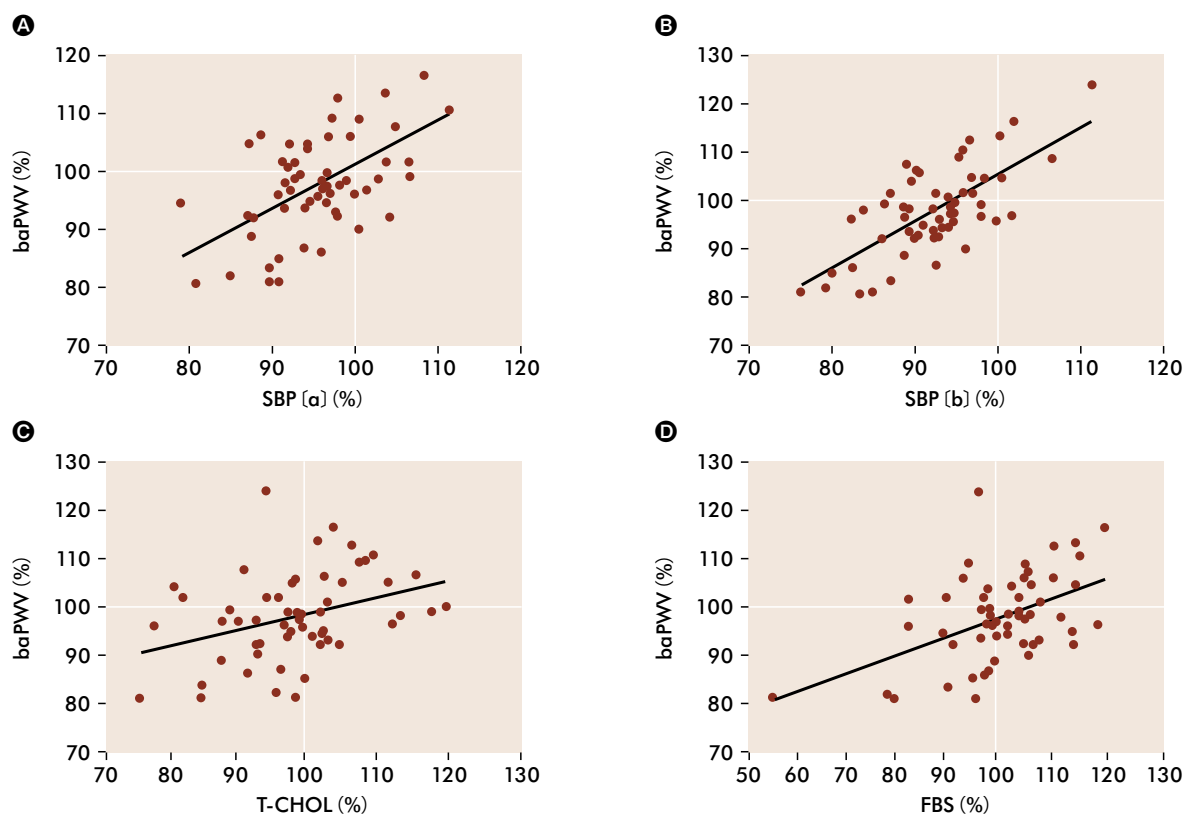 A
120
110
100
90
80
70
baPWV (%)
70 80 90 100 110 120
SBP [a] (%)
B
130
120
110
100
90
80
70
baPWV (%)
70 80 90 100 110 120
SBP [b] (%)
C
130
120
110
100
90
80
70
baPWV (%)
70 80 90 100 110 120 130
T-CHOL (%)
D
130
120
110
100
90
80
70
baPWV (%)
50 60 70 80 90 100 110 120 130
FBS (%)